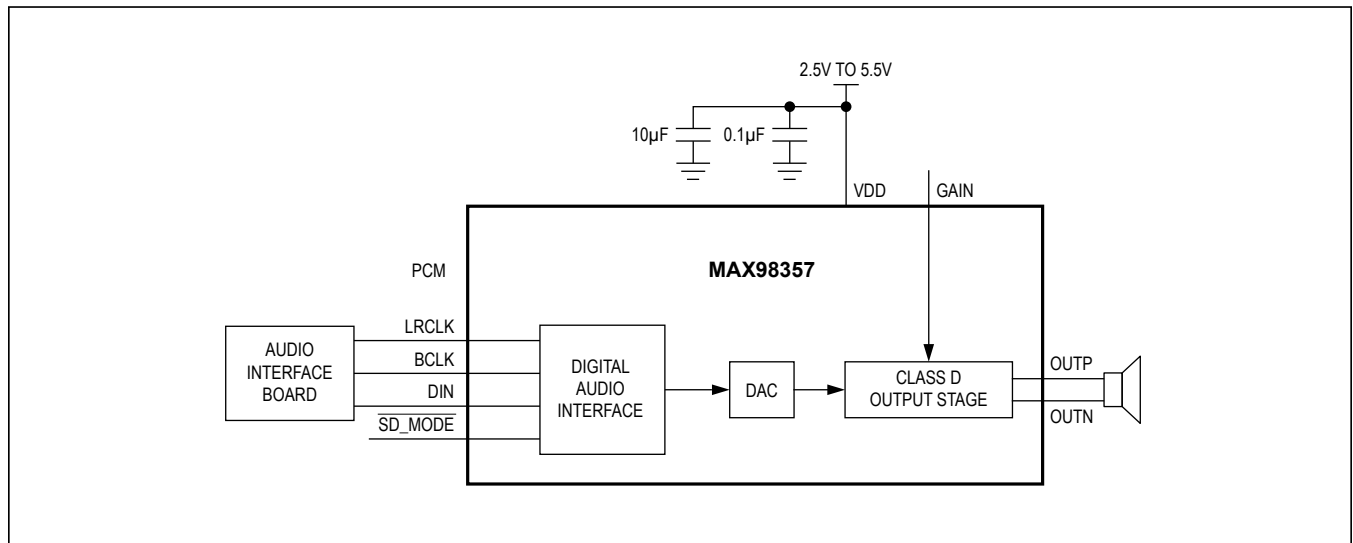 2.5V TO 5.5V
10µF
0.1µF
VDD
GAIN
PCM
MAX98357
LRCLK
BCLK
DIN
SD_MODE
AUDIO
INTERFACE
BOARD
DIGITAL
AUDIO
INTERFACE
DAC
CLASS D
OUTPUT STAGE
OUTP
OUTN